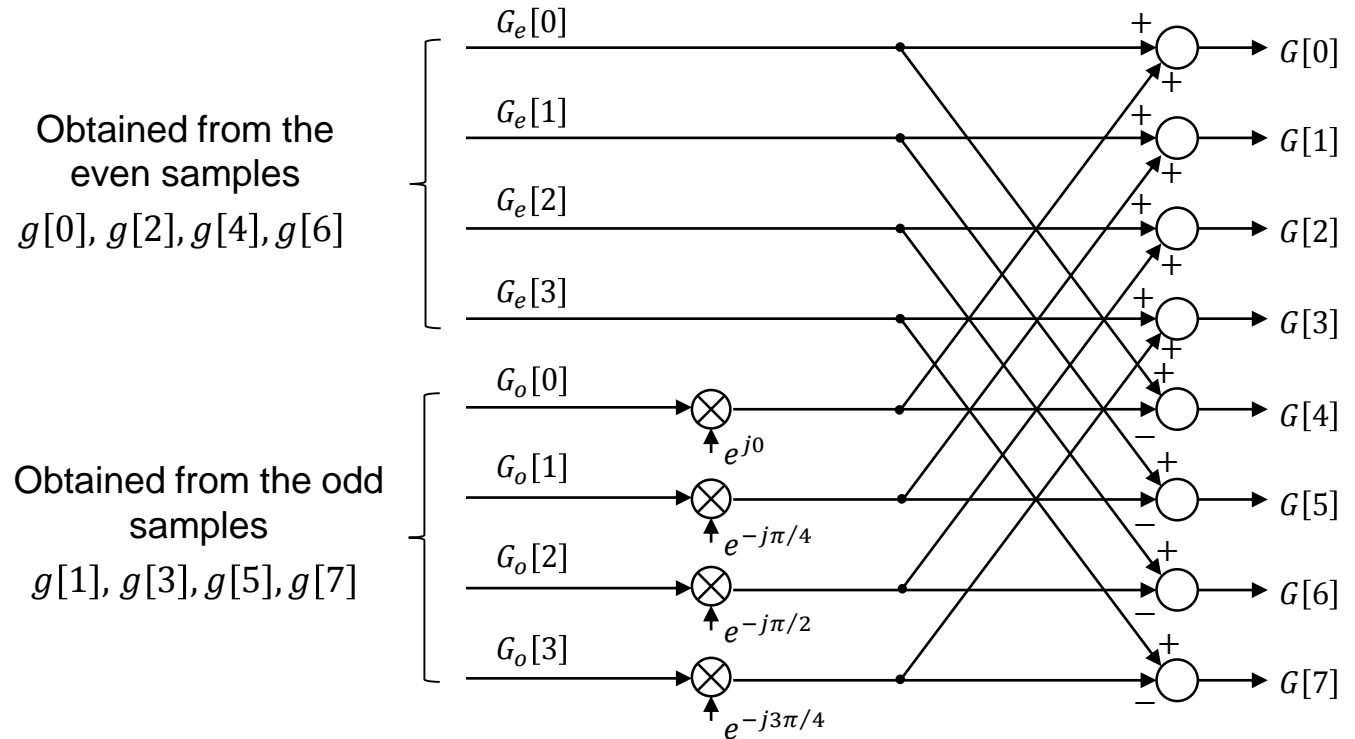 Obtained from the
even samples
g[0], g[2], g[4], g[6]
Obtained from the odd
samples
g[1], g[3], g[5], g[7]
G_e[0]
G_e[1]
G_e[2]
G_e[3]
G_o[0]
G_o[1]
G_o[2]
G_o[3]
e^{j0}
e^{-jπ/4}
e^{-jπ/2}
e^{-j3π/4}
+
+
+
+
+
+
+
+
+
−
+
−
+
−
+
−
G[0]
G[1]
G[2]
G[3]
G[4]
G[5]
G[6]
G[7]